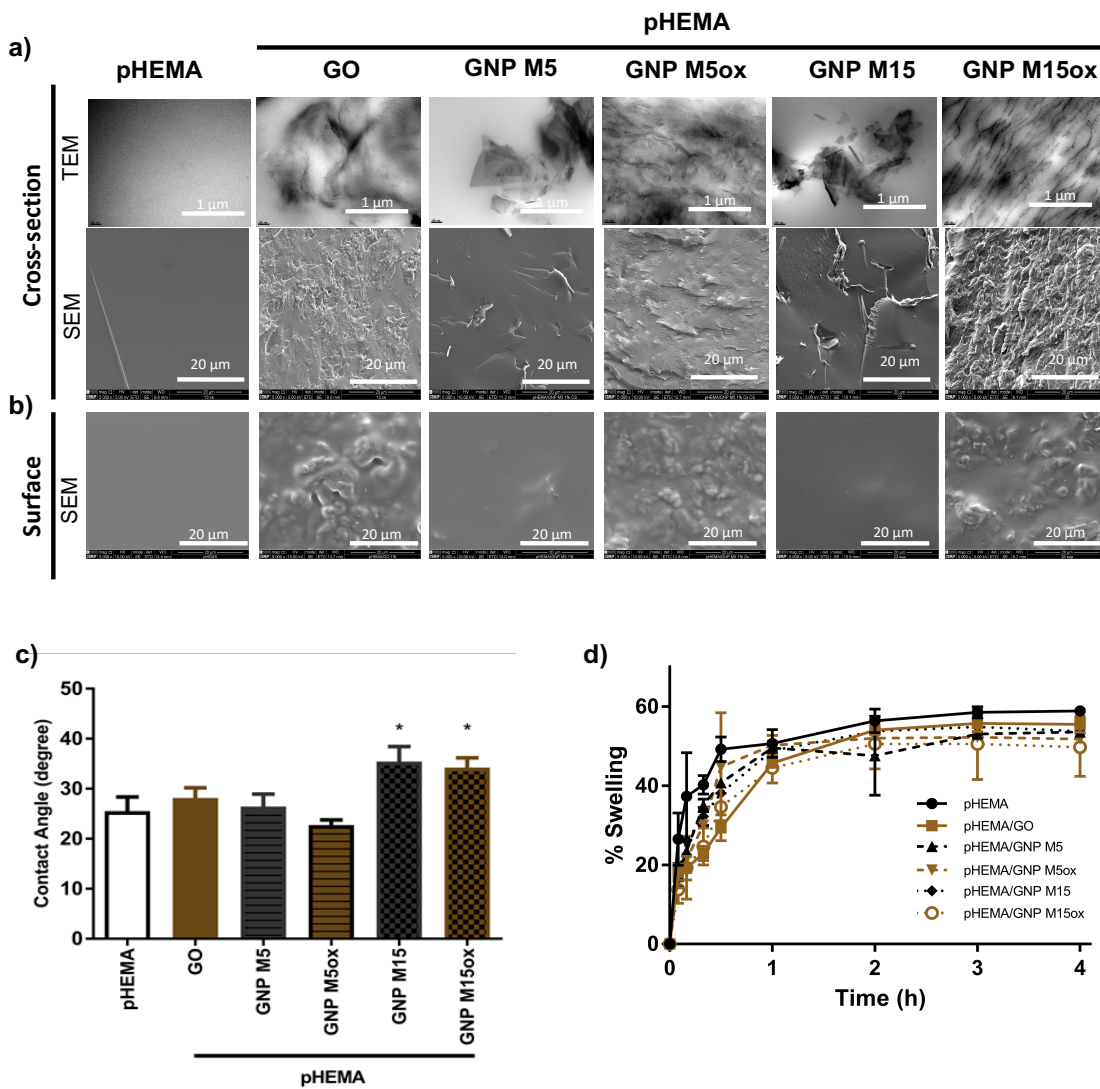 pHEMA
a)
pHEMA GO GNP M5 GNP M5ox GNP M15 GNP M15ox
Cross-section
TEM
1 µm 1 µm 1 µm 1 µm 1 µm 1 µm
SEM
20 µm 20 µm 20 µm 20 µm 20 µm 20 µm
b)
Surface
SEM
20 µm 20 µm 20 µm 20 µm 20 µm 20 µm
c)
Contact Angle (degree)
50
40
30
20
10
0
* *
pHEMA GO GNP M5 GNP M5ox GNP M15 GNP M15ox
pHEMA
d)
% Swelling
60
40
20
0
0 1 2 3 4
Time (h)
pHEMA
pHEMA/GO
pHEMA/GNP M5
pHEMA/GNP M5ox
pHEMA/GNP M15
pHEMA/GNP M15ox